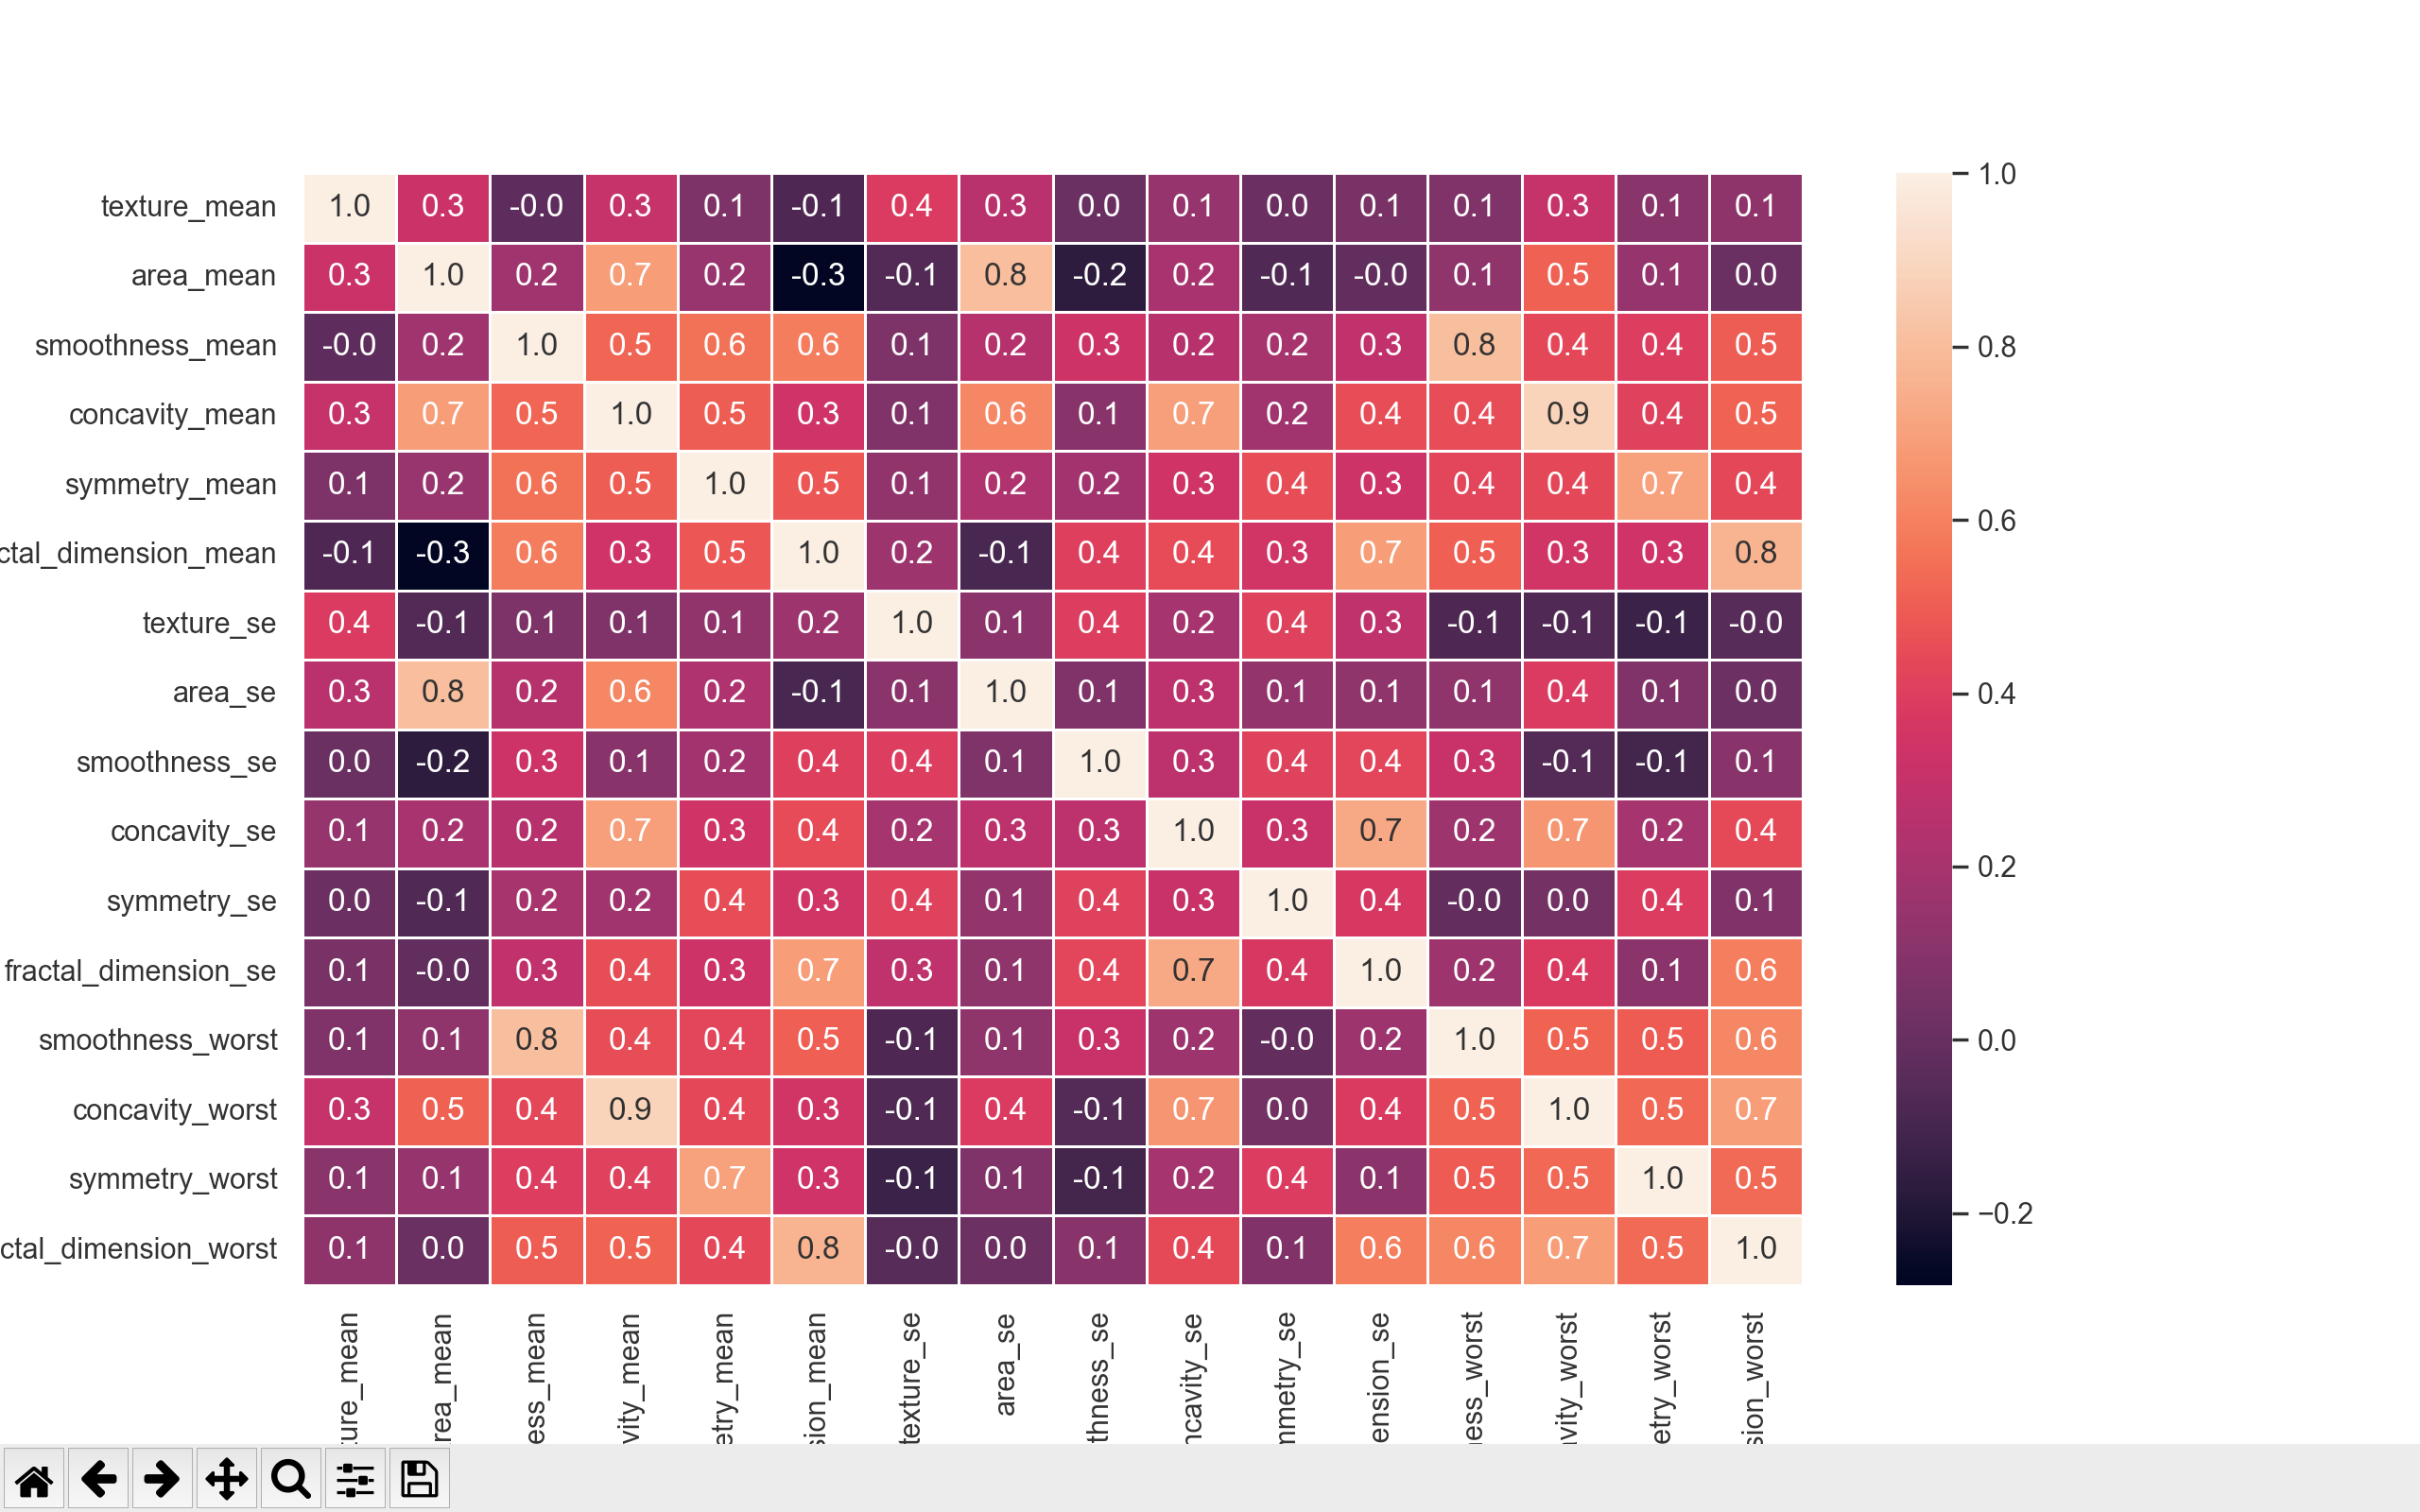 texture_mean 1.0 0.3 -0.0 0.3 0.1 -0.1 0.4 0.3 0.0 0.1 0.0 0.1 0.1 0.3 0.1 0.1
area_mean 0.3 1.0 0.2 0.7 0.2 -0.3 -0.1 0.8 -0.2 0.2 -0.1 -0.0 0.1 0.5 0.1 0.0
smoothness_mean -0.0 0.2 1.0 0.5 0.6 0.6 0.1 0.2 0.3 0.2 0.2 0.3 0.8 0.4 0.4 0.5
concavity_mean 0.3 0.7 0.5 1.0 0.5 0.3 0.1 0.6 0.1 0.7 0.2 0.4 0.4 0.9 0.4 0.5
symmetry_mean 0.1 0.2 0.6 0.5 1.0 0.5 0.1 0.2 0.2 0.3 0.4 0.3 0.4 0.4 0.7 0.4
ctal_dimension_mean -0.1 -0.3 0.6 0.3 0.5 1.0 0.2 -0.1 0.4 0.4 0.3 0.7 0.5 0.3 0.3 0.8
texture_se 0.4 -0.1 0.1 0.1 0.1 0.2 1.0 0.1 0.4 0.2 0.4 0.3 -0.1 -0.1 -0.1 -0.0
area_se 0.3 0.8 0.2 0.6 0.2 -0.1 0.1 1.0 0.1 0.3 0.1 0.1 0.1 0.4 0.1 0.0
smoothness_se 0.0 -0.2 0.3 0.1 0.2 0.4 0.4 0.1 1.0 0.3 0.4 0.4 0.3 -0.1 -0.1 0.1
concavity_se 0.1 0.2 0.2 0.7 0.3 0.4 0.2 0.3 0.3 1.0 0.3 0.7 0.2 0.7 0.2 0.4
symmetry_se 0.0 -0.1 0.2 0.2 0.4 0.3 0.4 0.1 0.4 0.3 1.0 0.4 -0.0 0.0 0.4 0.1
fractal_dimension_se 0.1 -0.0 0.3 0.4 0.3 0.7 0.3 0.1 0.4 0.7 0.4 1.0 0.2 0.4 0.1 0.6
smoothness_worst 0.1 0.1 0.8 0.4 0.4 0.5 -0.1 0.1 0.3 0.2 -0.0 0.2 1.0 0.5 0.5 0.6
concavity_worst 0.3 0.5 0.4 0.9 0.4 0.3 -0.1 0.4 -0.1 0.7 0.0 0.4 0.5 1.0 0.5 0.7
symmetry_worst 0.1 0.1 0.4 0.4 0.7 0.3 -0.1 0.1 -0.1 0.2 0.4 0.1 0.5 0.5 1.0 0.5
ctal_dimension_worst 0.1 0.0 0.5 0.5 0.4 0.8 -0.0 0.0 0.1 0.4 0.1 0.6 0.6 0.7 0.5 1.0
ture_mean
rea_mean
ess_mean
vity_mean
etry_mean
sion_mean
texture_se
area_se
thness_se
ncavity_se
mmetry_se
ension_se
ness_worst
avity_worst
etry_worst
sion_worst
1.0
0.8
0.6
0.4
0.2
0.0
−0.2